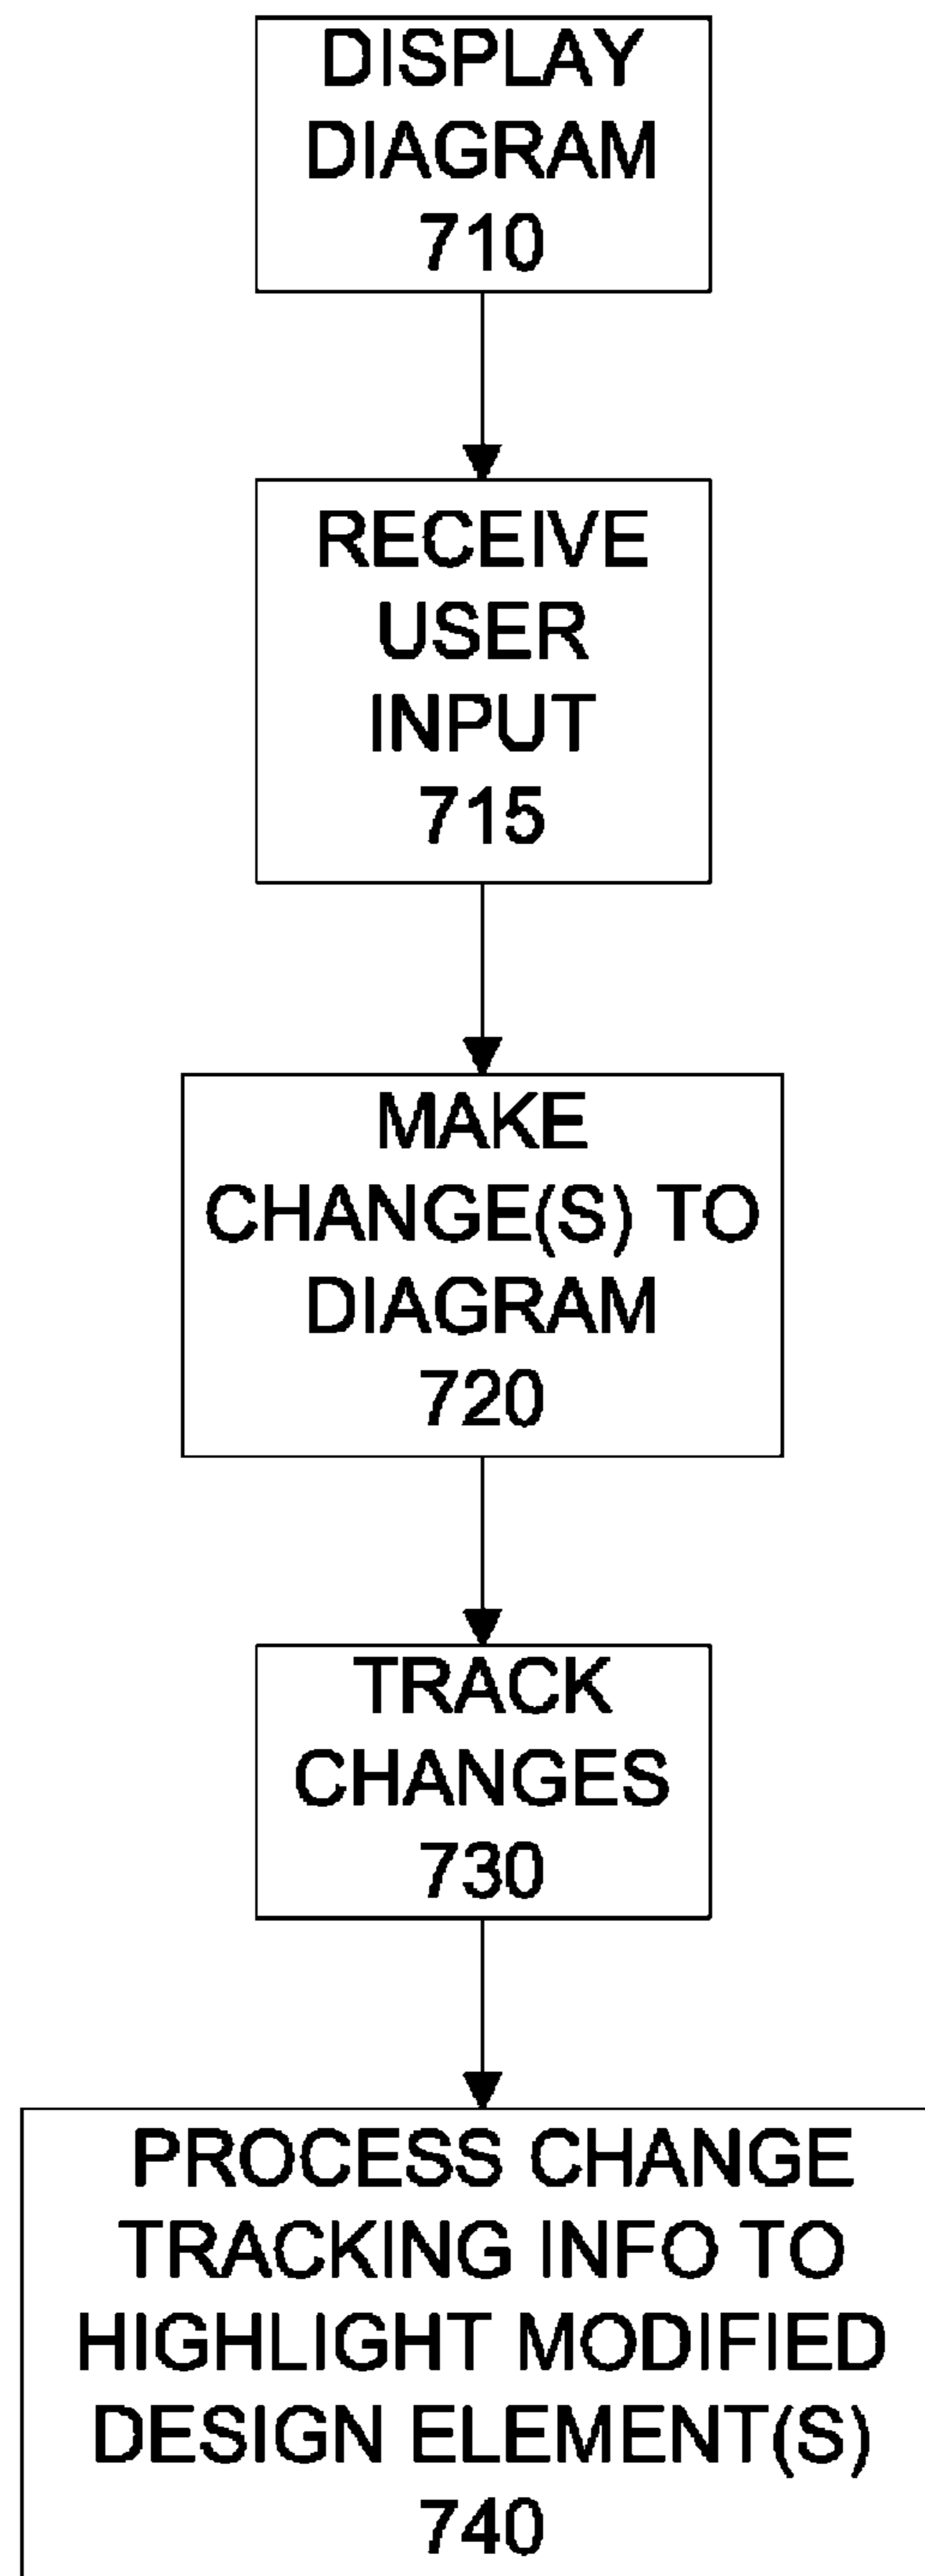 DISPLAY
DIAGRAM
710
RECEIVE
USER
INPUT
715
MAKE
CHANGE(S) TO
DIAGRAM
720
TRACK
CHANGES
730
PROCESS CHANGE
TRACKING INFO TO
HIGHLIGHT MODIFIED
DESIGN ELEMENT(S)
740